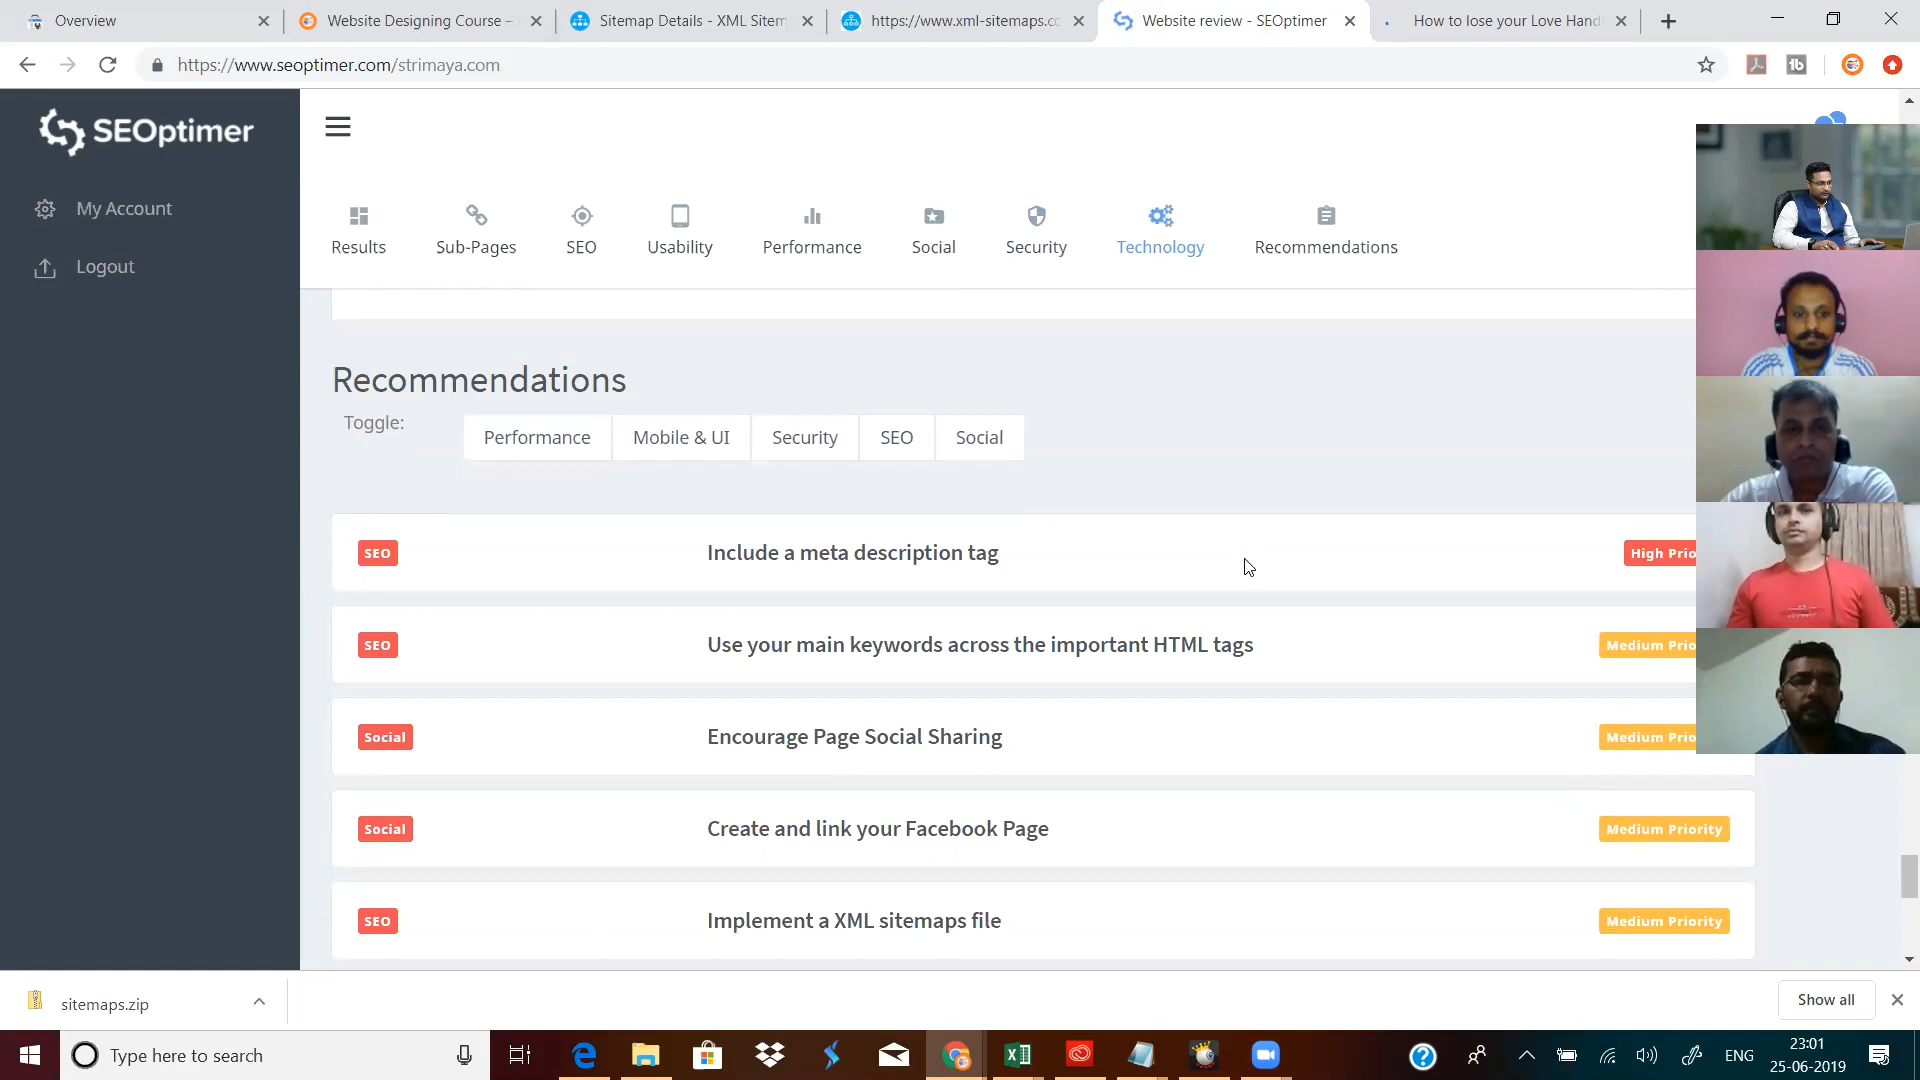 Overview
Website Designing Course –
Sitemap Details - XML Sitem
https://www.xml-sitemaps.co
Website review - SEOptimer
How to lose your Love Handl
https://www.seoptimer.com/strimaya.com
SEOptimer
My Account
Logout
Results
Sub-Pages
SEO
Usability
Performance
Social
Security
Technology
Recommendations
Recommendations
Toggle:
Performance
Mobile & UI
Security
SEO
Social
SEO
Include a meta description tag
High Prio
SEO
Use your main keywords across the important HTML tags
Medium Prio
Social
Encourage Page Social Sharing
Medium Prio
Social
Create and link your Facebook Page
Medium Priority
SEO
Implement a XML sitemaps file
Medium Priority
sitemaps.zip
Show all
Type here to search
ENG
23:01
25-06-2019